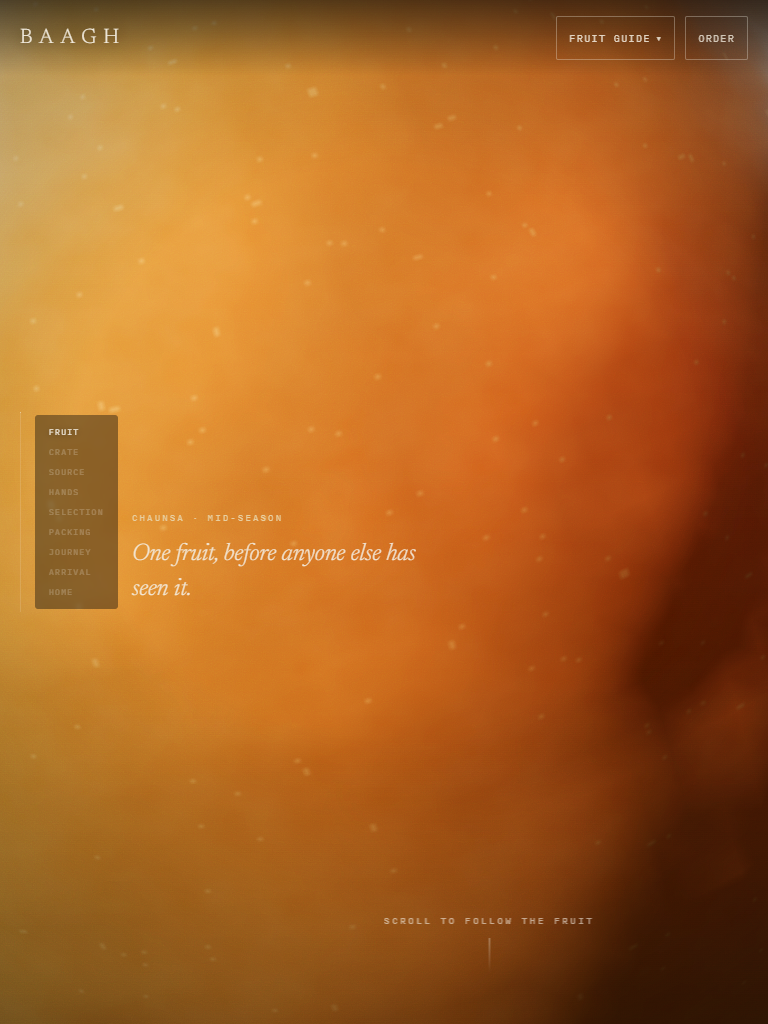 BAAGH
FRUIT GUIDE ▾
ORDER
FRUIT
CRATE
SOURCE
HANDS
SELECTION
PACKING
JOURNEY
ARRIVAL
HOME
CHAUNSA · MID-SEASON
One fruit, before anyone else has
seen it.
SCROLL TO FOLLOW THE FRUIT